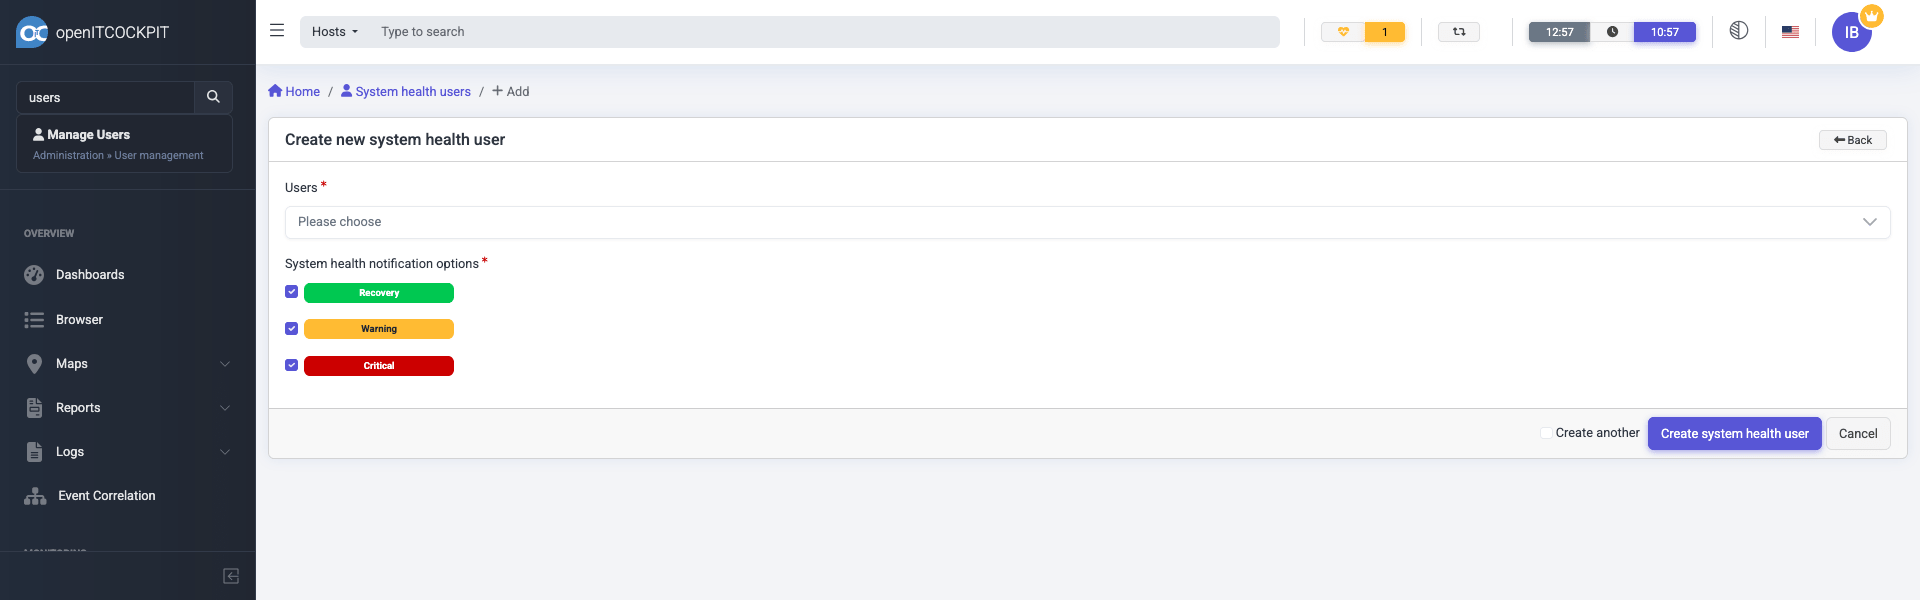 openITCOCKPIT
Hosts
Type to search
1
12:57
10:57
IB
users
Manage Users
Administration » User management
OVERVIEW
Dashboards
Browser
Maps
Reports
Logs
Event Correlation
MONITORING
Home / System health users / Add
Create new system health user
Back
Users *
Please choose
System health notification options *
Recovery
Warning
Critical
Create another
Create system health user
Cancel